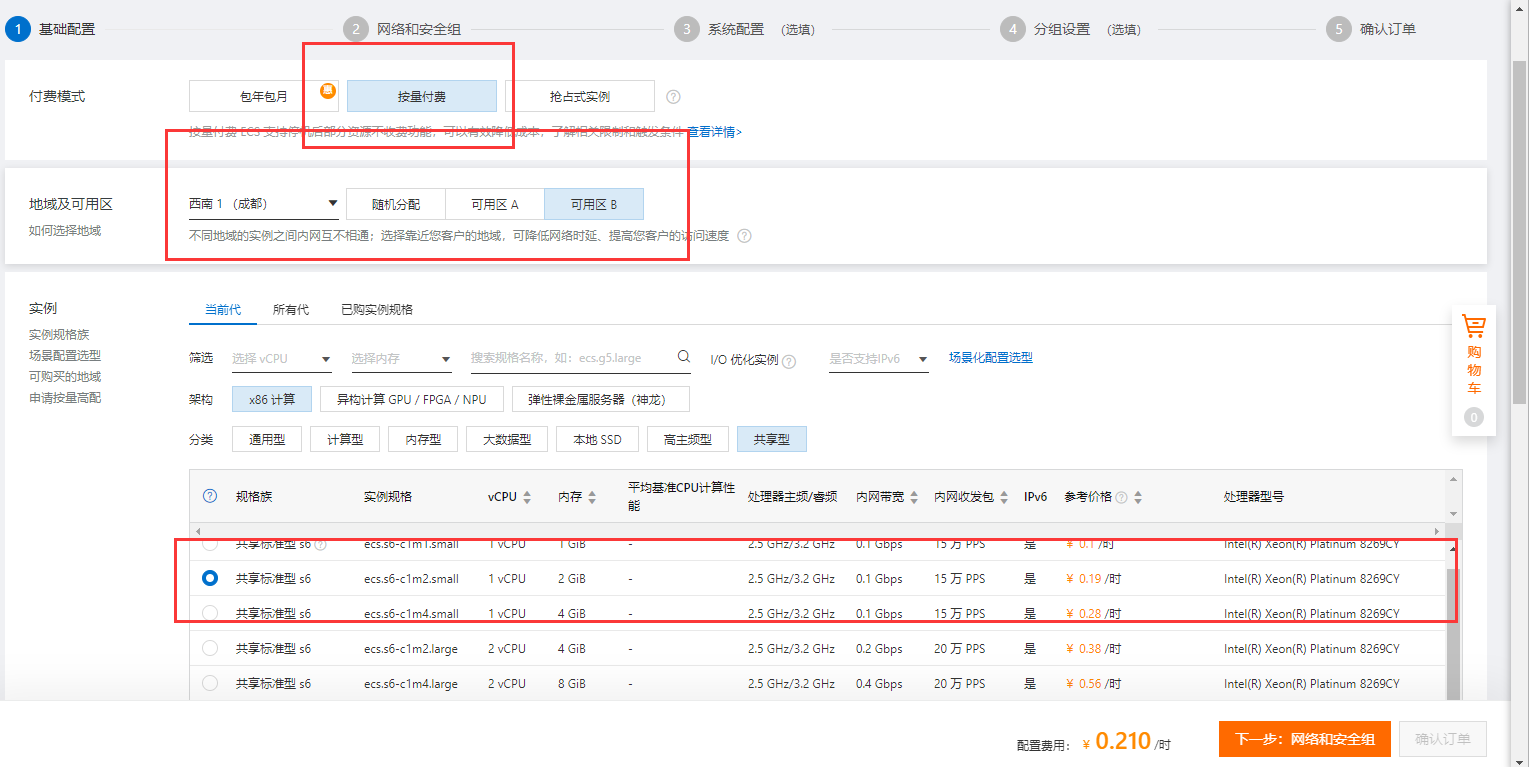 1 基础配置 2 网络和安全组 3 系统配置 (选填) 4 分组设置 (选填) 5 确认订单
付费模式 包年包月 按量付费 抢占式实例 ?
按量付费 ECS 支持停机后部分资源不收费功能，可以有效降低成本，了解相关限制和触发条件 查看详情>
地域及可用区 西南 1 （成都） 随机分配 可用区 A 可用区 B
如何选择地域 不同地域的实例之间内网互不相通；选择靠近您客户的地域，可降低网络时延、提高您客户的访问速度 ?
实例 当前代 所有代 已购实例规格
实例规格族
场景配置选型
可购买的地域
申请按量高配
筛选 选择 vCPU 选择内存 搜索规格名称，如：ecs.g5.large I/O 优化实例 ? 是否支持IPv6 场景化配置选型
架构 x86 计算 异构计算 GPU / FPGA / NPU 弹性裸金属服务器（神龙）
分类 通用型 计算型 内存型 大数据型 本地 SSD 高主频型 共享型
? 规格族 实例规格 vCPU 内存 平均基准CPU计算性能 处理器主频/睿频 内网带宽 内网收发包 IPv6 参考价格 ? 处理器型号
共享标准型 s6 ? ecs.s6-c1m1.small 1 vCPU 1 GiB - 2.5 GHz/3.2 GHz 0.1 Gbps 15 万 PPS 是 ¥ 0.1 /时 Intel(R) Xeon(R) Platinum 8269CY
共享标准型 s6 ecs.s6-c1m2.small 1 vCPU 2 GiB - 2.5 GHz/3.2 GHz 0.1 Gbps 15 万 PPS 是 ¥ 0.19 /时 Intel(R) Xeon(R) Platinum 8269CY
共享标准型 s6 ecs.s6-c1m4.small 1 vCPU 4 GiB - 2.5 GHz/3.2 GHz 0.1 Gbps 15 万 PPS 是 ¥ 0.28 /时 Intel(R) Xeon(R) Platinum 8269CY
共享标准型 s6 ecs.s6-c1m2.large 2 vCPU 4 GiB - 2.5 GHz/3.2 GHz 0.2 Gbps 20 万 PPS 是 ¥ 0.38 /时 Intel(R) Xeon(R) Platinum 8269CY
共享标准型 s6 ecs.s6-c1m4.large 2 vCPU 8 GiB - 2.5 GHz/3.2 GHz 0.4 Gbps 20 万 PPS 是 ¥ 0.56 /时 Intel(R) Xeon(R) Platinum 8269CY
购物车
0
配置费用： ¥ 0.210 /时 下一步：网络和安全组 确认订单